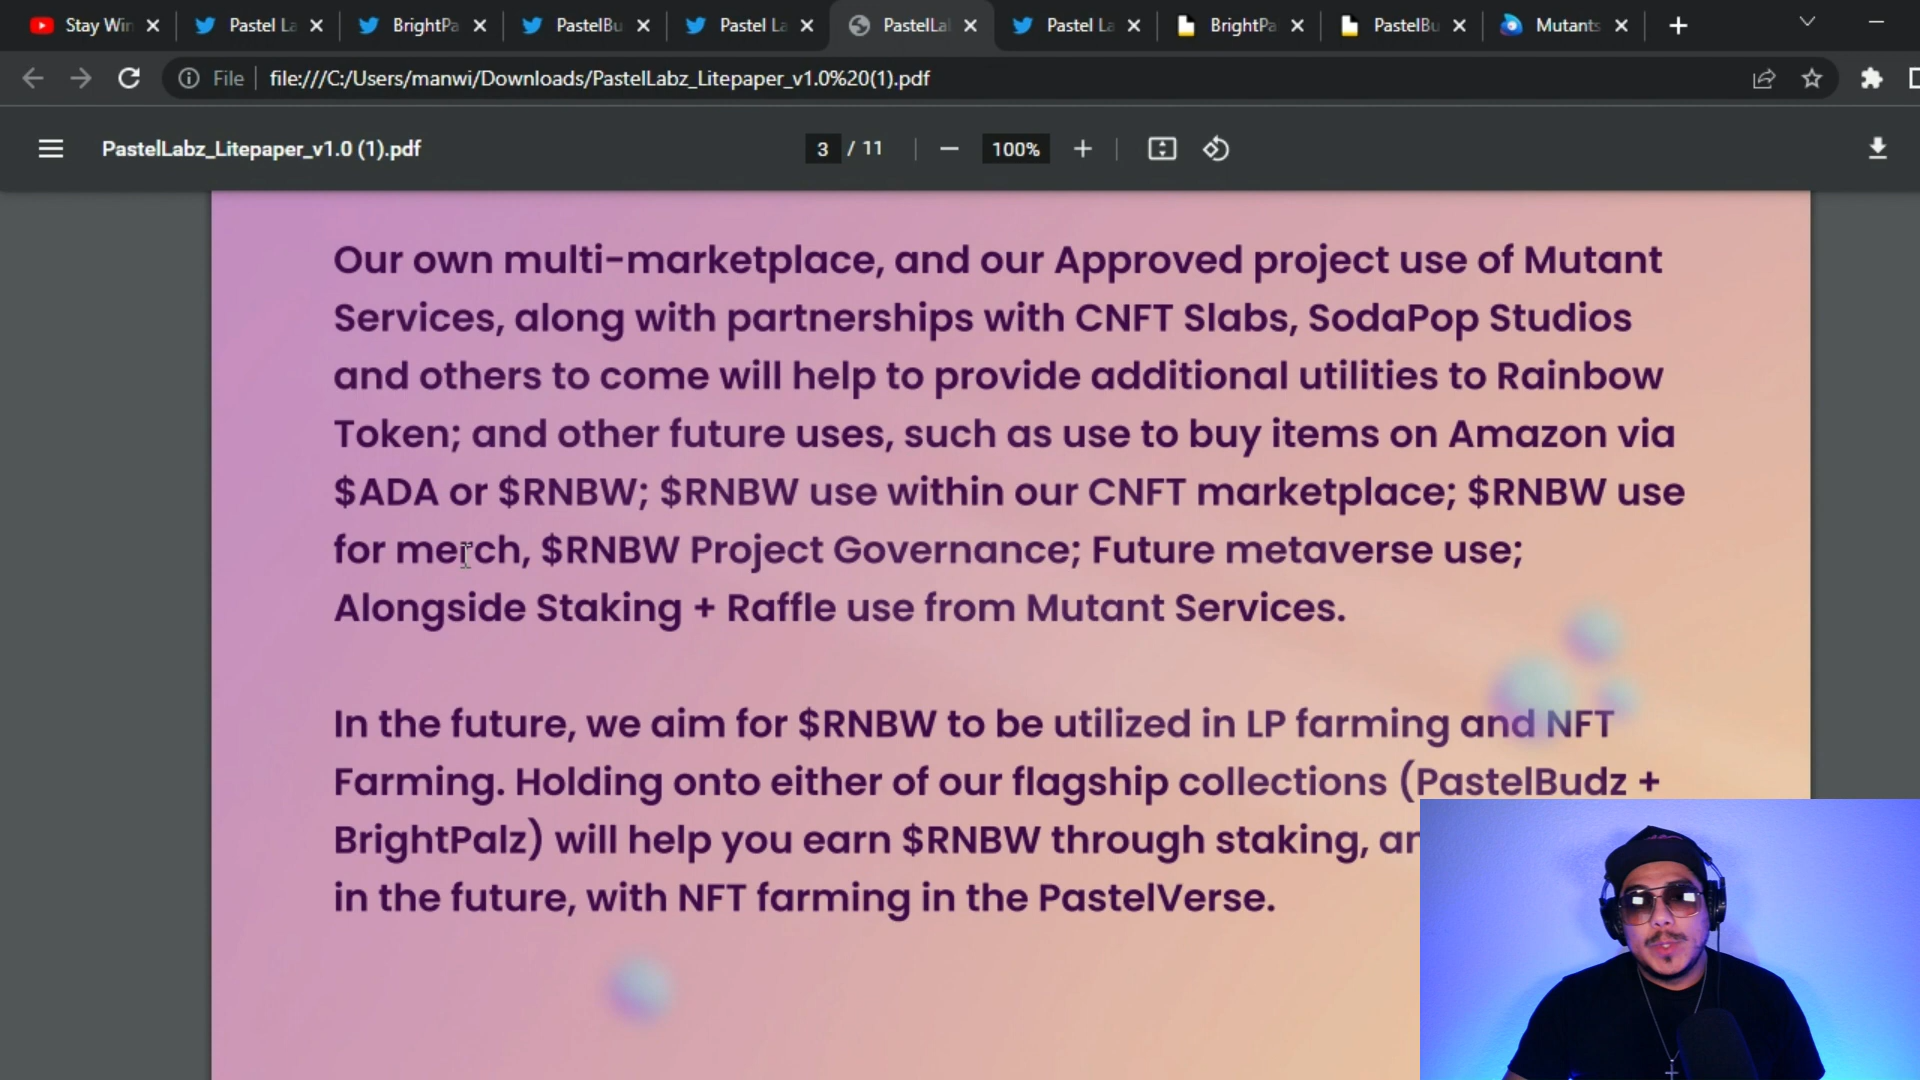 Stay Win
Pastel La
BrightPa
PastelBu
Pastel La
PastelLa
Pastel La
BrightPa
PastelBu
Mutants
File
file:///C:/Users/manwi/Downloads/PastelLabz_Litepaper_v1.0%20(1).pdf
PastelLabz_Litepaper_v1.0 (1).pdf
3 / 11
100%
Our own multi-marketplace, and our Approved project use of Mutant
Services, along with partnerships with CNFT Slabs, SodaPop Studios
and others to come will help to provide additional utilities to Rainbow
Token; and other future uses, such as use to buy items on Amazon via
$ADA or $RNBW; $RNBW use within our CNFT marketplace; $RNBW use
for merch, $RNBW Project Governance; Future metaverse use;
Alongside Staking + Raffle use from Mutant Services.
In the future, we aim for $RNBW to be utilized in LP farming and NFT
Farming. Holding onto either of our flagship collections (PastelBudz +
BrightPalz) will help you earn $RNBW through staking,
in the future, with NFT farming in the PastelVerse.